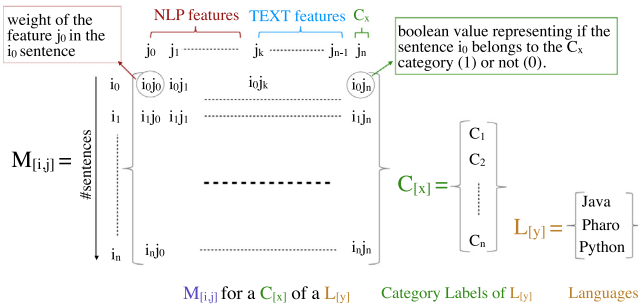 weight of the
feature j0 in the
i0 sentence
NLP features
TEXT features
Cx
j0 j1 jk jn-1 jn
boolean value representing if the
sentence i0 belongs to the Cx
category (1) or not (0).
i0 i0j0 i0j1 i0jk i0jn
i1 i1j0 i1j1 i1jn
M[i,j] =
#sentences
in inj0 injn
C[x] =
C1
C2
Cn
L[y] =
Java
Pharo
Python
M[i,j] for a C[x] of a L[y]
Category Labels of L[y]
Languages